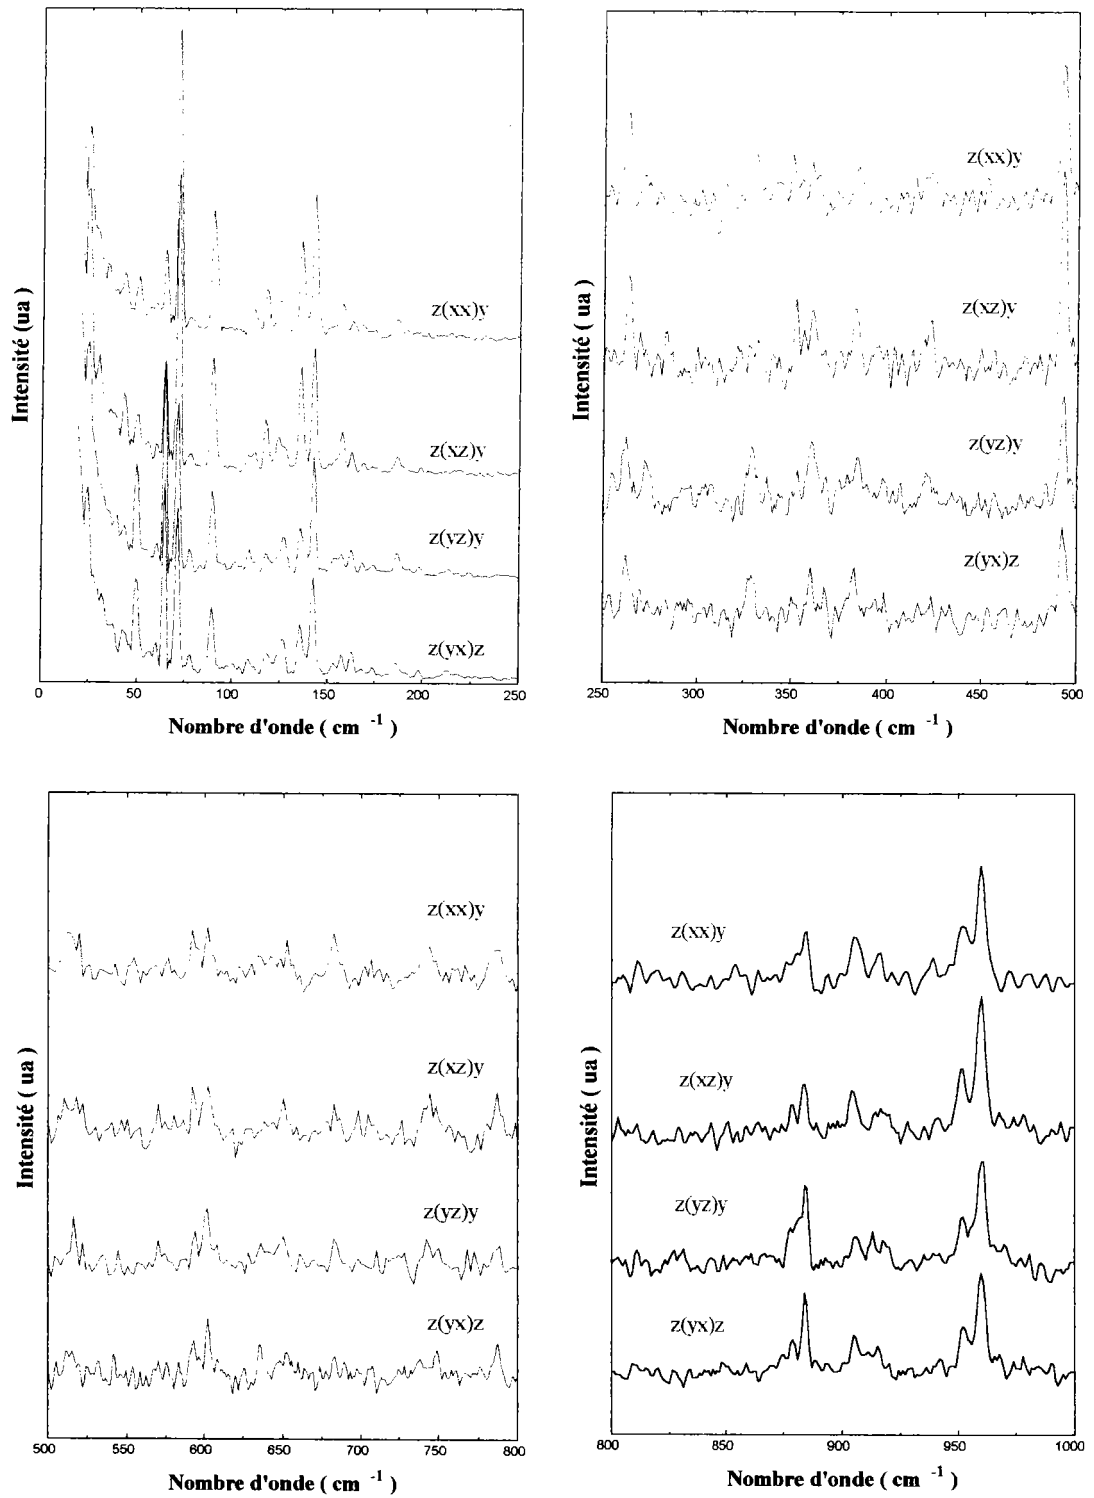 Intensité (ua )
z(xx)y
z(xz)y
z(yz)y
z(yx)z
0 50 100 150 200 250
Nombre d'onde ( cm -1 )
Intensité ( ua )
z(xx)y
z(xz)y
z(yz)y
z(yx)z
250 300 350 400 450 500
Nombre d'onde ( cm -1 )
Intensité ( ua )
z(xx)y
z(xz)y
z(yz)y
z(yx)z
500 550 600 650 700 750 800
Nombre d'onde ( cm -1 )
Intensité ( ua )
z(xx)y
z(xz)y
z(yz)y
z(yx)z
800 850 900 950 1000
Nombre d'onde ( cm -1 )